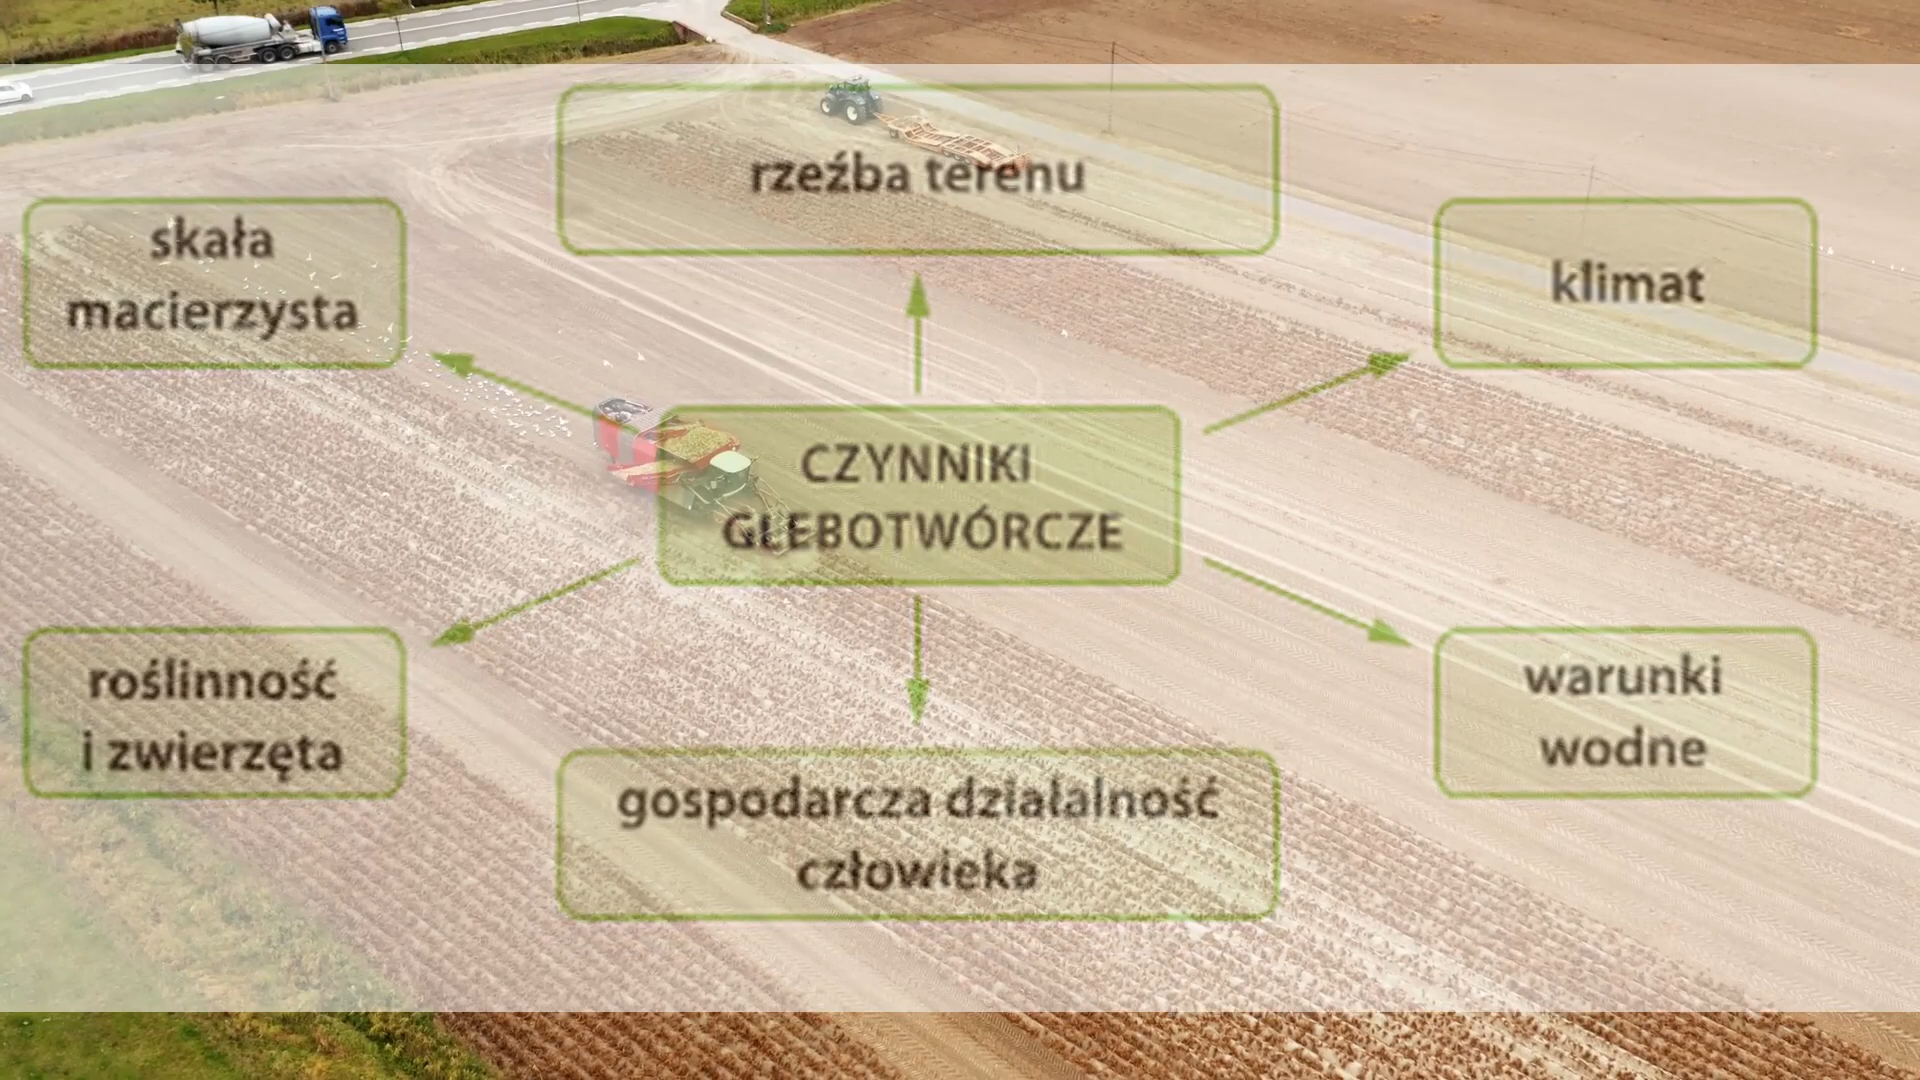 rzeźba terenu
skała
macierzysta
klimat
CZYNNIKI
GLEBOTWÓRCZE
roślinność
i zwierzęta
warunki
wodne
gospodarcza działalność
człowieka